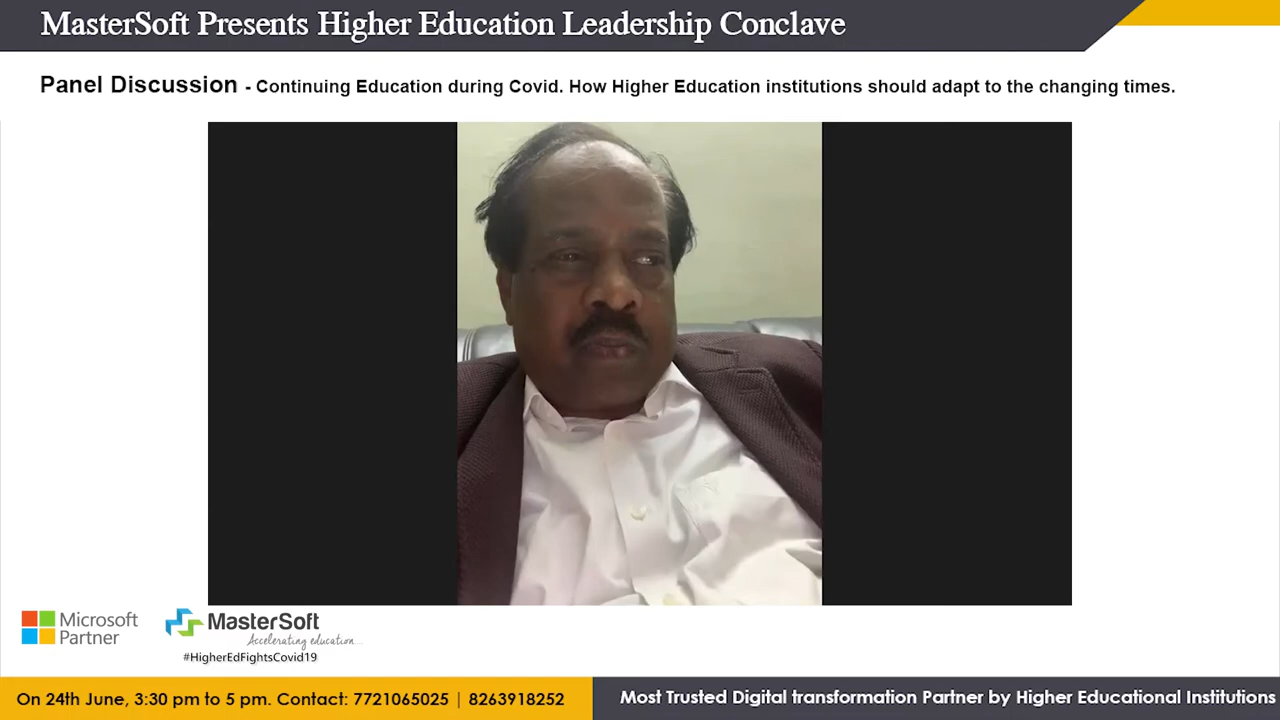 MasterSoft Presents Higher Education Leadership Conclave
Panel Discussion - Continuing Education during Covid. How Higher Education institutions should adapt to the changing times.
Microsoft
Partner
MasterSoft
Accelerating education...
#HigherEdFightsCovid19
On 24th June, 3:30 pm to 5 pm. Contact: 7721065025 | 8263918252
Most Trusted Digital transformation Partner by Higher Educational Institutions